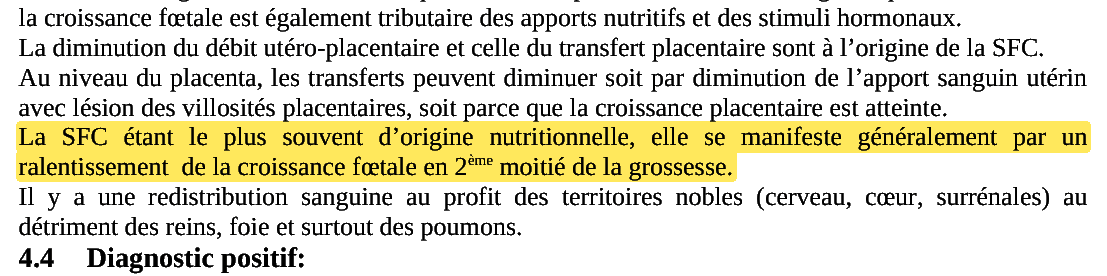 la croissance fœtale est également tributaire des apports nutritifs et des stimuli hormonaux.
La diminution du débit utéro-placentaire et celle du transfert placentaire sont à l’origine de la SFC.
Au niveau du placenta, les transferts peuvent diminuer soit par diminution de l’apport sanguin utérin
avec lésion des villosités placentaires, soit parce que la croissance placentaire est atteinte.
La SFC étant le plus souvent d’origine nutritionnelle, elle se manifeste généralement par un
ralentissement de la croissance fœtale en 2ème moitié de la grossesse.
Il y a une redistribution sanguine au profit des territoires nobles (cerveau, cœur, surrénales) au
détriment des reins, foie et surtout des poumons.
4.4 Diagnostic positif: